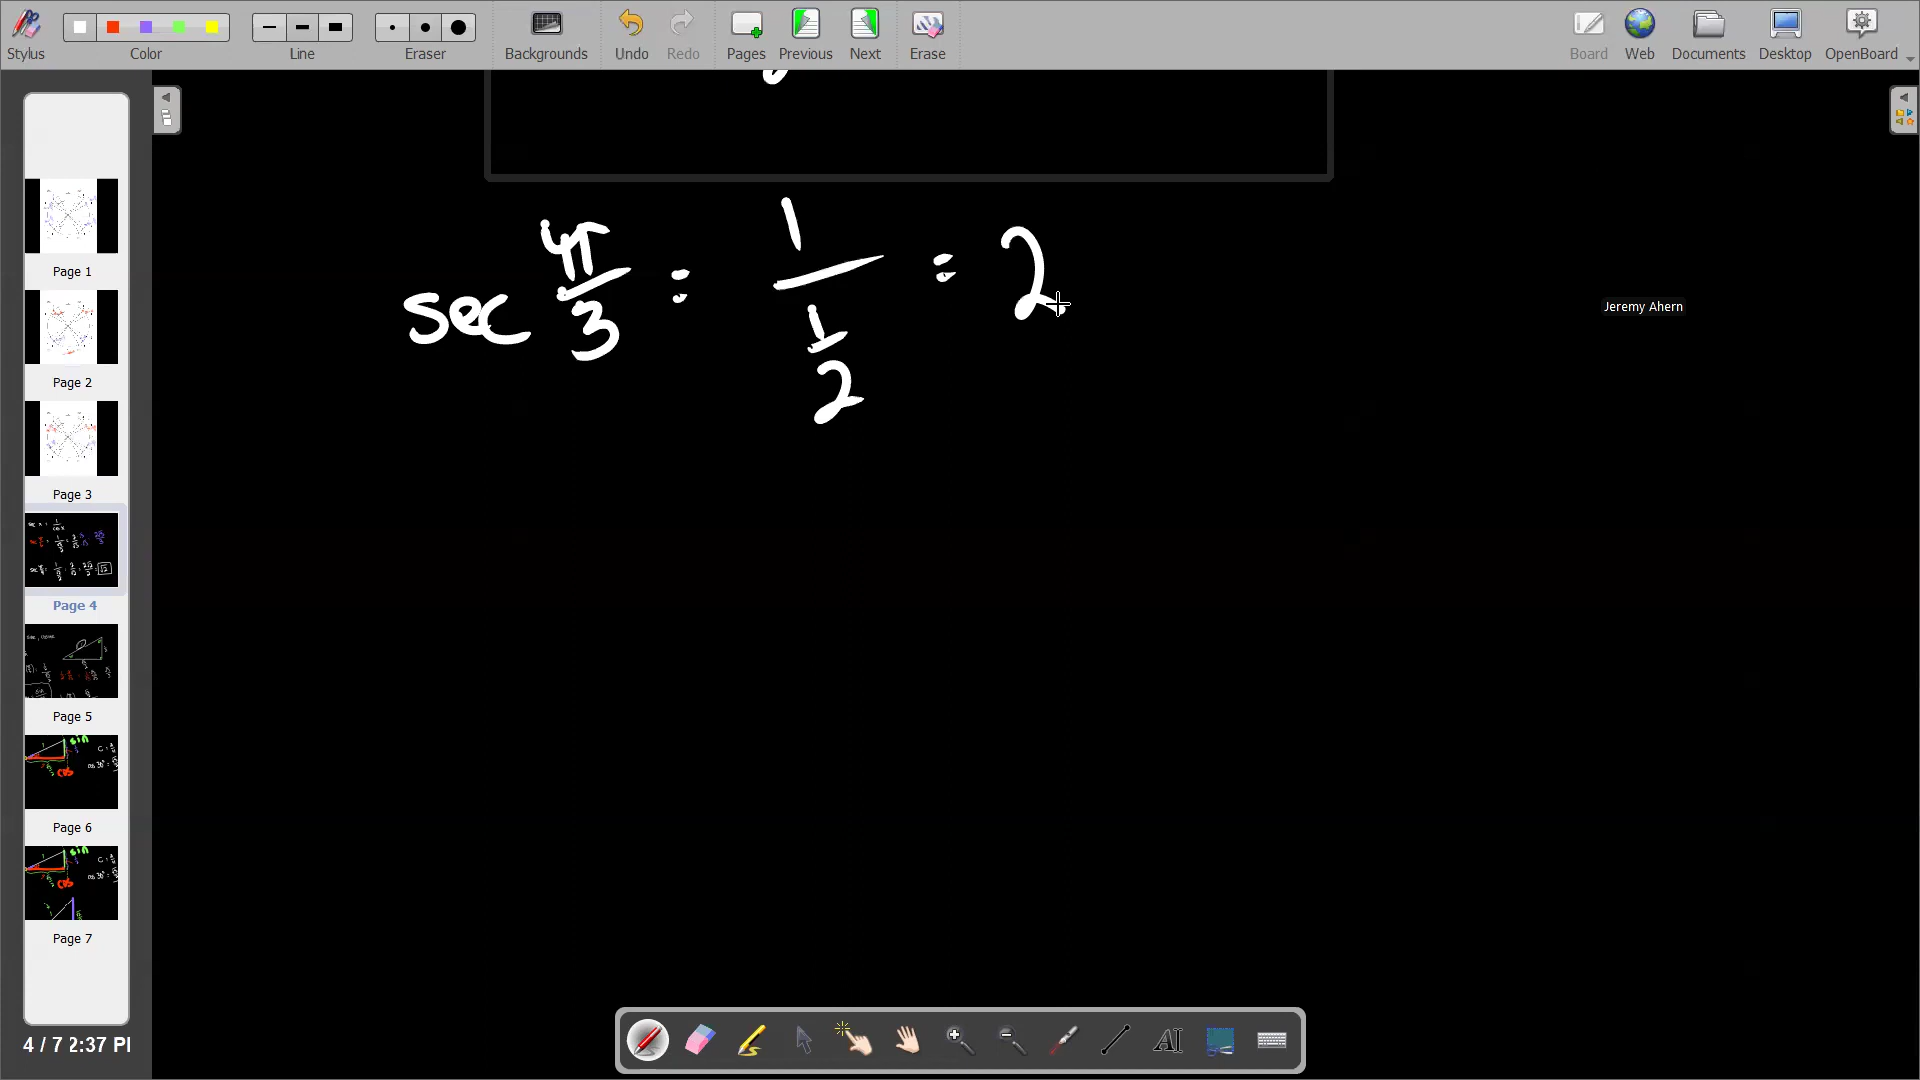 Stylus Color Line Eraser Backgrounds Undo Redo Pages Previous Next Erase Board Web Documents Desktop OpenBoard
Page 1
Page 2
Page 3
Page 4
Page 5
Page 6
Page 7
4 / 7 2:37 PM
sec π/3 = 1/(1/2) = 2
Jeremy Ahern